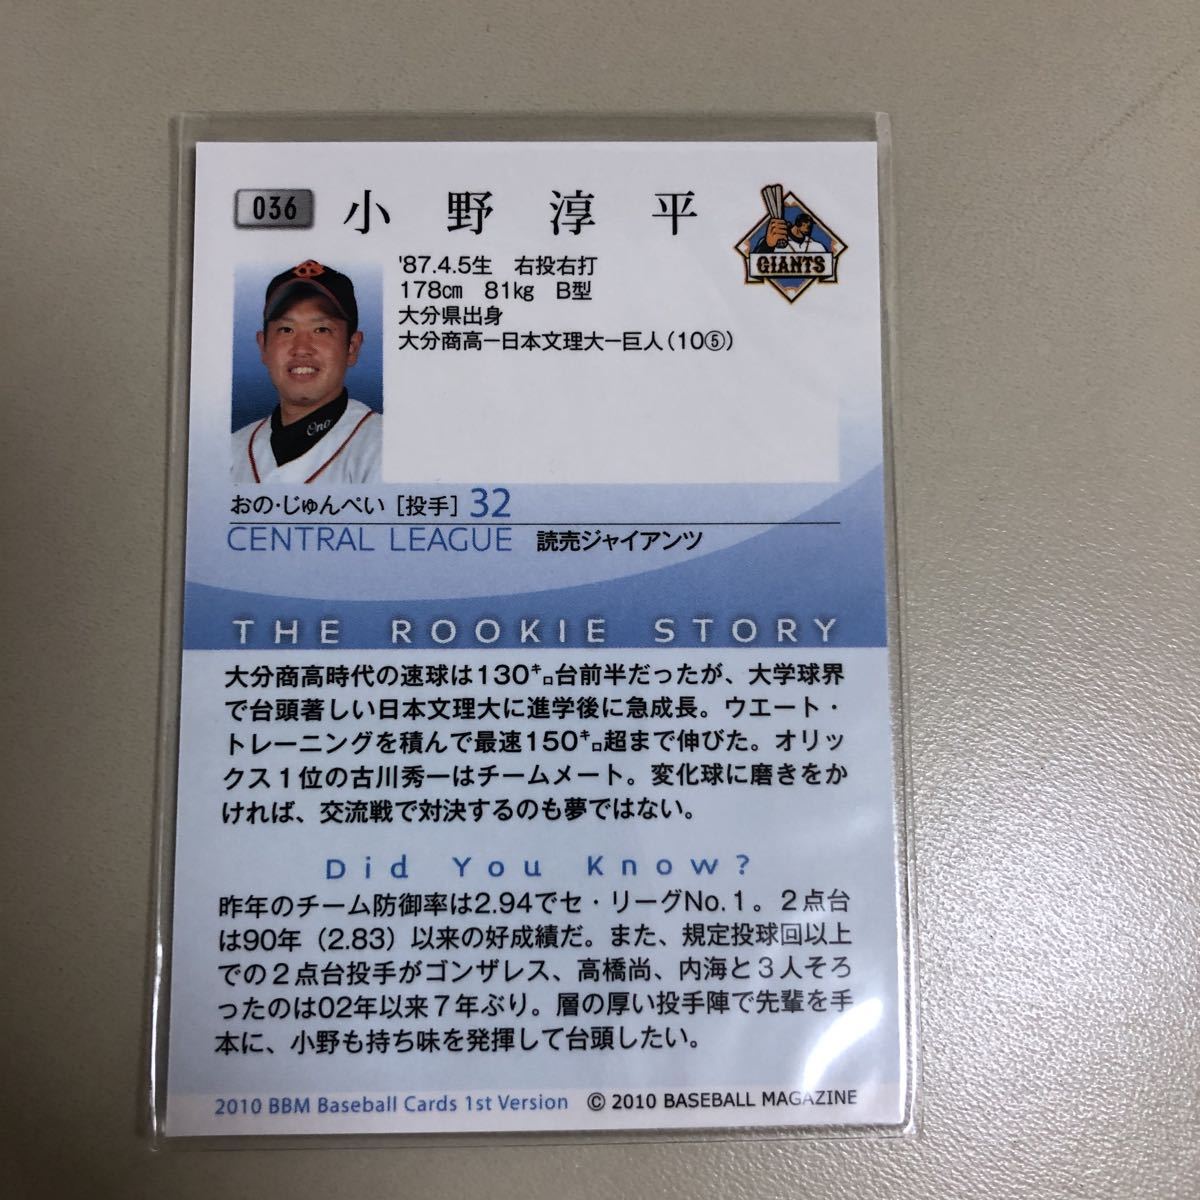 036 小野淳平
GIANTS
'87.4.5生　右投右打
178㎝　81㎏　B型
大分県出身
大分商高ー日本文理大ー巨人(10⑤)
Ono
おの・じゅんぺい［投手］32
CENTRAL LEAGUE　読売ジャイアンツ
THE ROOKIE STORY
大分商高時代の速球は130㌔台前半だったが、大学球界
で台頭著しい日本文理大に進学後に急成長。ウエート・
トレーニングを積んで最速150㌔超まで伸びた。オリッ
クス１位の古川秀一はチームメート。変化球に磨きをか
ければ、交流戦で対決するのも夢ではない。
Did You Know?
昨年のチーム防御率は2.94でセ・リーグNo.1。２点台
は90年（2.83）以来の好成績だ。また、規定投球回以上
での２点台投手がゴンザレス、高橋尚、内海と３人そろ
ったのは02年以来７年ぶり。層の厚い投手陣で先輩を手
本に、小野も持ち味を発揮して台頭したい。
2010 BBM Baseball Cards 1st Version　© 2010 BASEBALL MAGAZINE